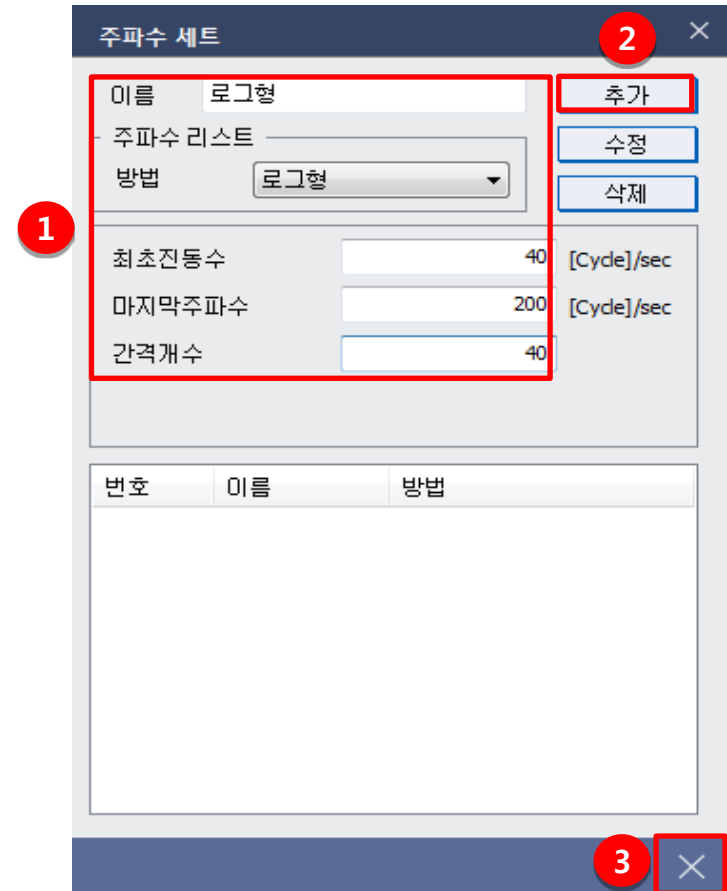 주파수 세트
2
이름 로그형 추가
주파수 리스트 수정
방법 로그형 삭제
1
최초진동수 40 [Cycle]/sec
마지막주파수 200 [Cycle]/sec
간격개수 40
번호 이름 방법
3